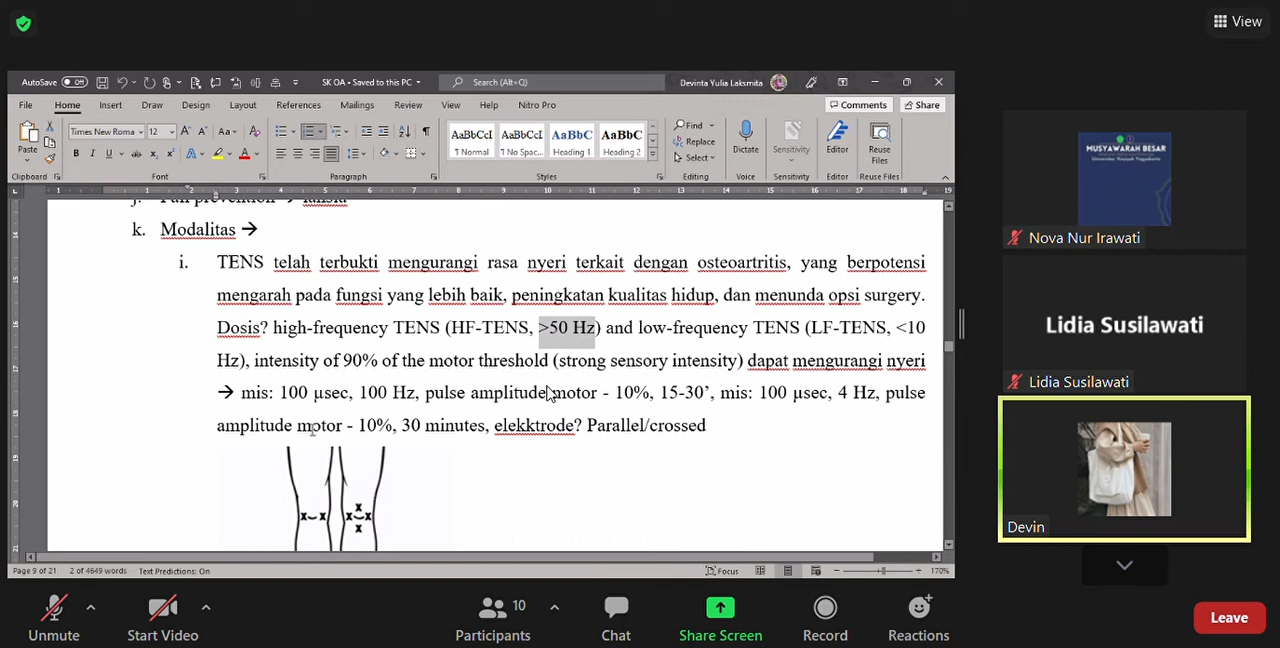 View
AutoSave Off SK OA - Saved to this PC Search (Alt+Q) Devinta Yulia Laksmita
File Home Insert Draw Design Layout References Mailings Review View Help Nitro Pro Comments Share
Paste Times New Roma 12 Aa Find Replace Select Dictate Sensitivity Editor Reuse Files
AaBbCcI AaBbCcI AaBbC AaBbC
¶ Normal ¶ No Spac... Heading 1 Heading 2
Clipboard Font Paragraph Styles Editing Voice Sensitivity Editor Reuse Files
k. Modalitas →
i. TENS telah terbukti mengurangi rasa nyeri terkait dengan osteoartritis, yang berpotensi
mengarah pada fungsi yang lebih baik, peningkatan kualitas hidup, dan menunda opsi surgery.
Dosis? high-frequency TENS (HF-TENS, >50 Hz) and low-frequency TENS (LF-TENS, <10
Hz), intensity of 90% of the motor threshold (strong sensory intensity) dapat mengurangi nyeri
→ mis: 100 µsec, 100 Hz, pulse amplitude motor - 10%, 15-30’, mis: 100 µsec, 4 Hz, pulse
amplitude motor - 10%, 30 minutes, elekktrode? Parallel/crossed
Page 9 of 21 2 of 4649 words Text Predictions: On Focus 170%
MUSYAWARAH BESAR
Nova Nur Irawati
Lidia Susilawati
Lidia Susilawati
Devin
Unmute Start Video Participants 10 Chat Share Screen Record Reactions Leave